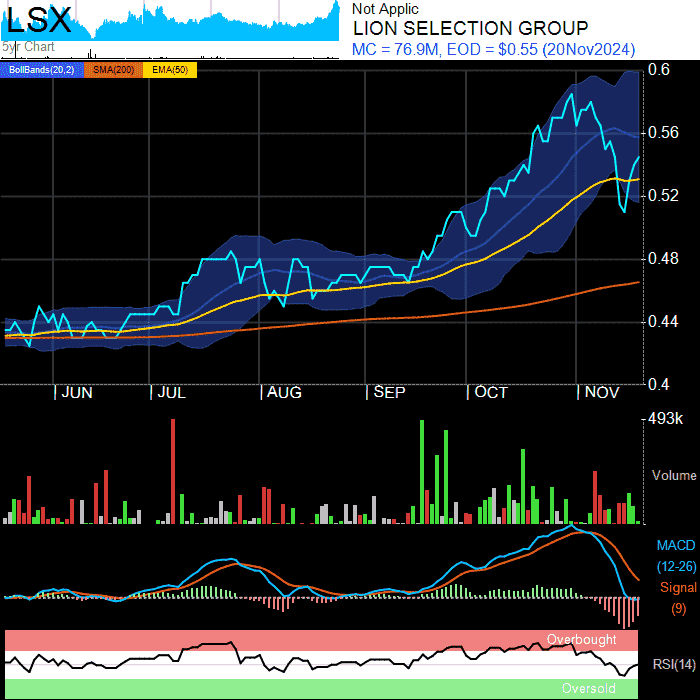 LSX
5yr Chart
Not Applic
LION SELECTION GROUP
MC = 76.9M, EOD = $0.55 (20Nov2024)
BollBands(20,2) SMA(200) EMA(50)
0.6
0.56
0.52
0.48
0.44
0.4
JUN JUL AUG SEP OCT NOV
493k
Volume
MACD
(12-26)
Signal
(9)
Overbought
RSI(14)
Oversold